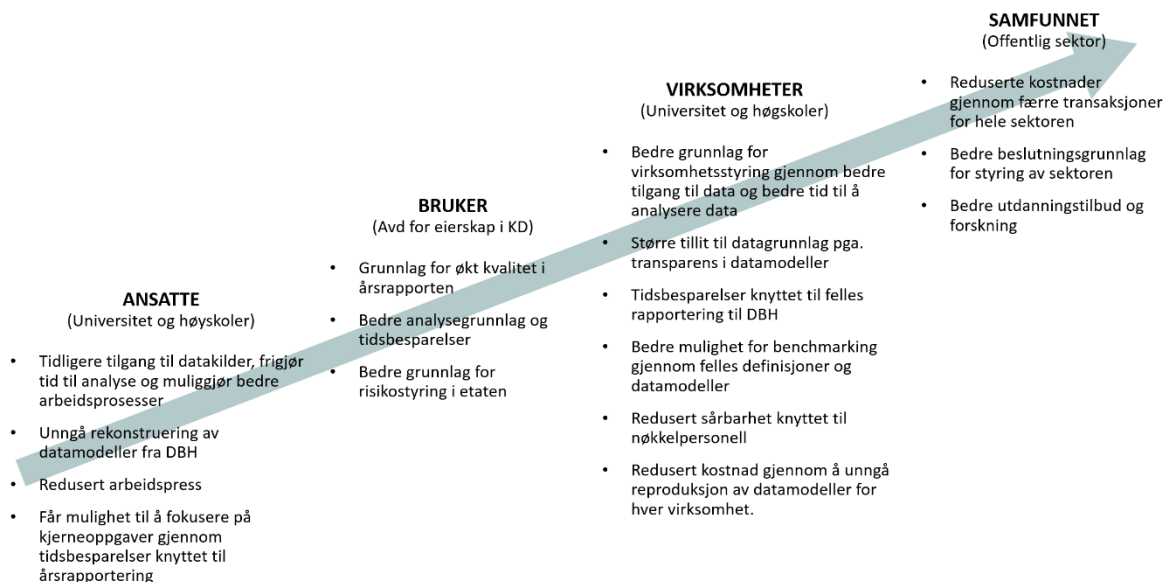 ANSATTE
(Universitet og høyskoler)
• Tidligere tilgang til datakilder, frigjør
tid til analyse og muliggjør bedre
arbeidsprosesser
• Unngå rekonstruering av
datamodeller fra DBH
• Redusert arbeidspress
• Får mulighet til å fokusere på
kjerneoppgaver gjennom
tidsbesparelser knyttet til
årsrapportering
BRUKER
(Avd for eierskap i KD)
• Grunnlag for økt kvalitet i
årsrapporten
• Bedre analysegrunnlag og
tidsbesparelser
• Bedre grunnlag for
risikostyring i etaten
VIRKSOMHETER
(Universitet og høgskoler)
• Bedre grunnlag for
virksomhetsstyring gjennom bedre
tilgang til data og bedre tid til å
analysere data
• Større tillit til datagrunnlag pga.
transparens i datamodeller
• Tidsbesparelser knyttet til felles
rapportering til DBH
• Bedre mulighet for benchmarking
gjennom felles definisjoner og
datamodeller
• Redusert sårbarhet knyttet til
nøkkelpersonell
• Redusert kostnad gjennom å unngå
reproduksjon av datamodeller for
hver virksomhet.
SAMFUNNET
(Offentlig sektor)
• Reduserte kostnader
gjennom færre transaksjoner
for hele sektoren
• Bedre beslutningsgrunnlag
for styring av sektoren
• Bedre utdanningstilbud og
forskning